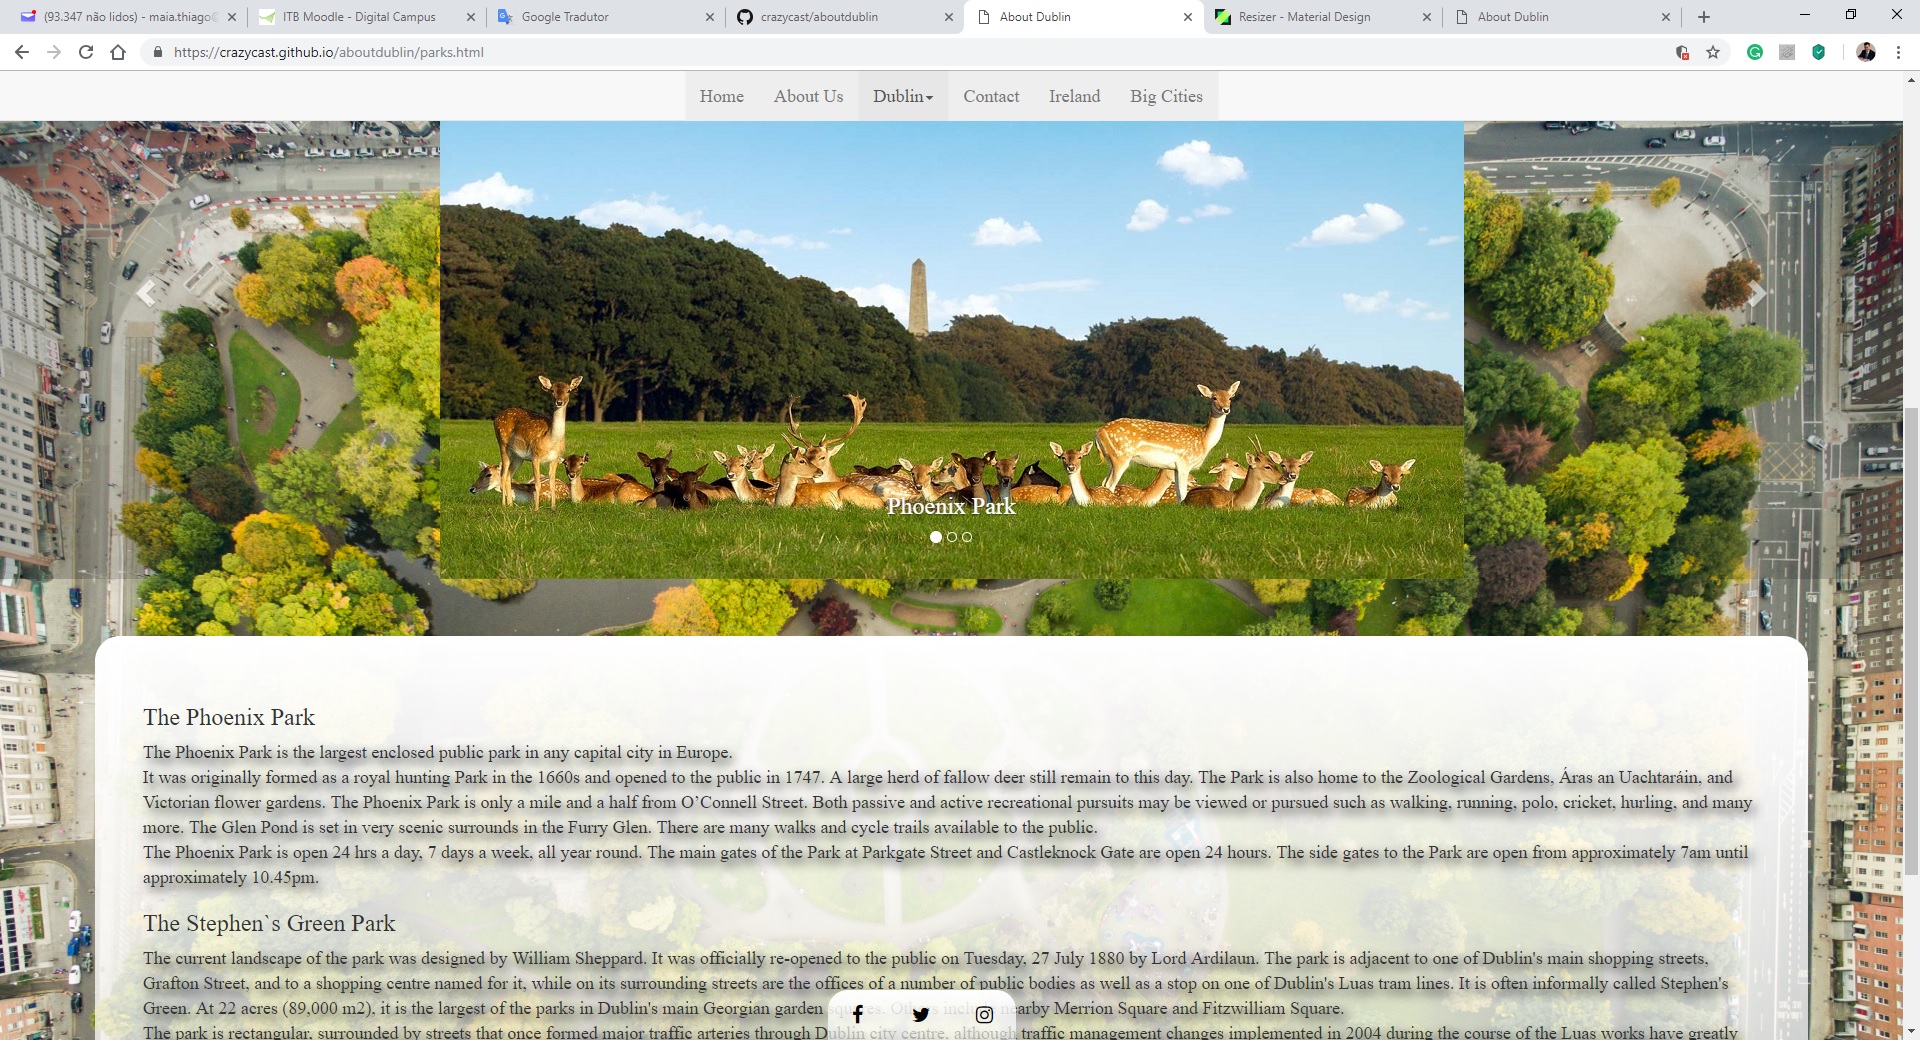 (93.347 não lidos) - maia.thiago@
ITB Moodle - Digital Campus
Google Tradutor
crazycast/aboutdublin
About Dublin
Resizer - Material Design
About Dublin
https://crazycast.github.io/aboutdublin/parks.html
Home About Us Dublin Contact Ireland Big Cities
Phoenix Park
The Phoenix Park
The Phoenix Park is the largest enclosed public park in any capital city in Europe.
It was originally formed as a royal hunting Park in the 1660s and opened to the public in 1747. A large herd of fallow deer still remain to this day. The Park is also home to the Zoological Gardens, Áras an Uachtaráin, and
Victorian flower gardens. The Phoenix Park is only a mile and a half from O’Connell Street. Both passive and active recreational pursuits may be viewed or pursued such as walking, running, polo, cricket, hurling, and many
more. The Glen Pond is set in very scenic surrounds in the Furry Glen. There are many walks and cycle trails available to the public.
The Phoenix Park is open 24 hrs a day, 7 days a week, all year round. The main gates of the Park at Parkgate Street and Castleknock Gate are open 24 hours. The side gates to the Park are open from approximately 7am until
approximately 10.45pm.
The Stephen`s Green Park
The current landscape of the park was designed by William Sheppard. It was officially re-opened to the public on Tuesday, 27 July 1880 by Lord Ardilaun. The park is adjacent to one of Dublin's main shopping streets,
Grafton Street, and to a shopping centre named for it, while on its surrounding streets are the offices of a number of public bodies as well as a stop on one of Dublin's Luas tram lines. It is often informally called Stephen's
Green. At 22 acres (89,000 m2), it is the largest of the parks in Dublin's main Georgian garden squares. Others include nearby Merrion Square and Fitzwilliam Square.
The park is rectangular, surrounded by streets that once formed major traffic arteries through Dublin city centre, although traffic management changes implemented in 2004 during the course of the Luas works have greatly